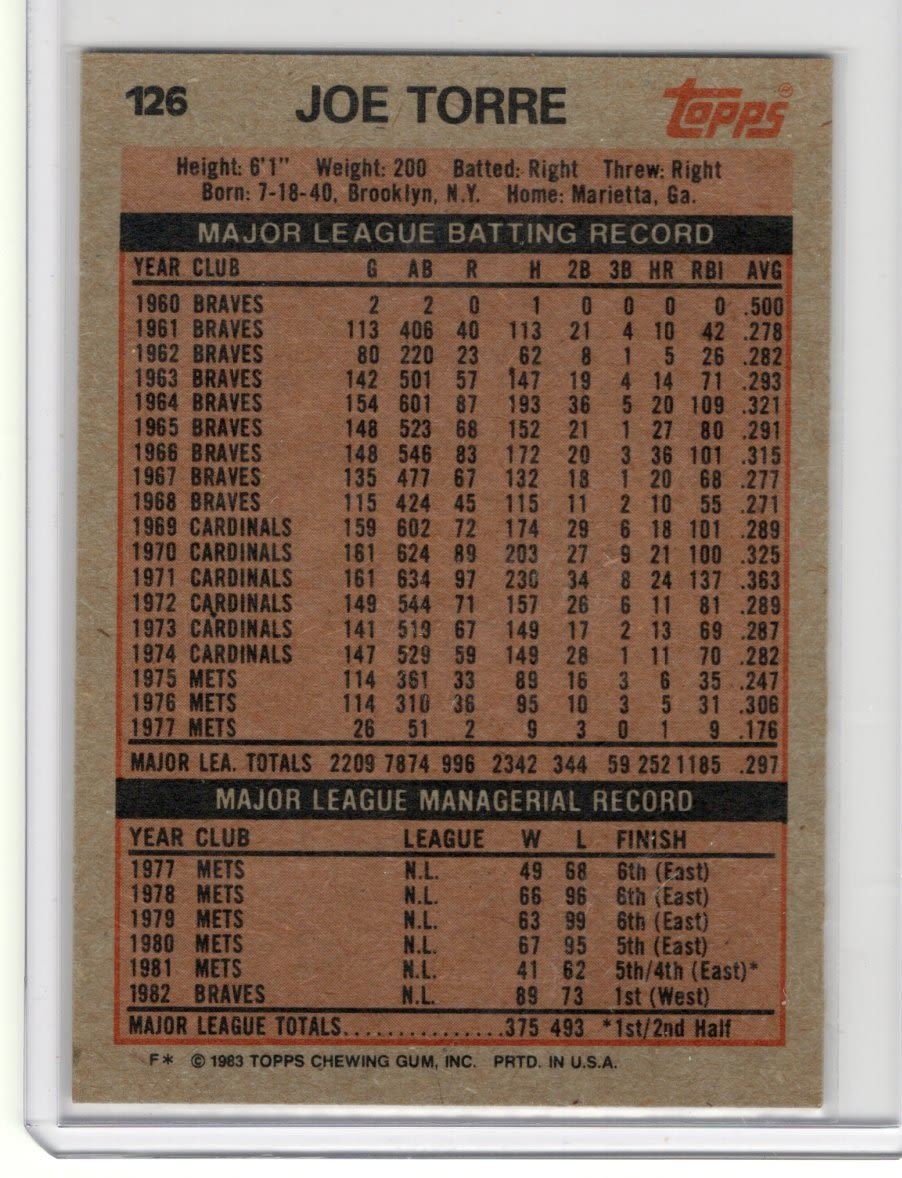 126 JOE TORRE topps
Height: 6'1" Weight: 200 Batted: Right Threw: Right
Born: 7-18-40, Brooklyn, N.Y. Home: Marietta, Ga.
MAJOR LEAGUE BATTING RECORD
YEAR CLUB G AB R H 2B 3B HR RBI AVG
1960 BRAVES 2 2 0 1 0 0 0 0 .500
1961 BRAVES 113 406 40 113 21 4 10 42 .278
1962 BRAVES 80 220 23 62 8 1 5 26 .282
1963 BRAVES 142 501 57 147 19 4 14 71 .293
1964 BRAVES 154 601 87 193 36 5 20 109 .321
1965 BRAVES 148 523 68 152 21 1 27 80 .291
1966 BRAVES 148 546 83 172 20 3 36 101 .315
1967 BRAVES 135 477 67 132 18 1 20 68 .277
1968 BRAVES 115 424 45 115 11 2 10 55 .271
1969 CARDINALS 159 602 72 174 29 6 18 101 .289
1970 CARDINALS 161 624 89 203 27 9 21 100 .325
1971 CARDINALS 161 634 97 230 34 8 24 137 .363
1972 CARDINALS 149 544 71 157 26 6 11 81 .289
1973 CARDINALS 141 519 67 149 17 2 13 69 .287
1974 CARDINALS 147 529 59 149 28 1 11 70 .282
1975 METS 114 361 33 89 16 3 6 35 .247
1976 METS 114 310 36 95 10 3 5 31 .306
1977 METS 26 51 2 9 3 0 1 9 .176
MAJOR LEA. TOTALS 2209 7874 996 2342 344 59 252 1185 .297
MAJOR LEAGUE MANAGERIAL RECORD
YEAR CLUB LEAGUE W L FINISH
1977 METS N.L. 49 68 6th (East)
1978 METS N.L. 66 96 6th (East)
1979 METS N.L. 63 99 6th (East)
1980 METS N.L. 67 95 5th (East)
1981 METS N.L. 41 62 5th/4th (East)*
1982 BRAVES N.L. 89 73 1st (West)
MAJOR LEAGUE TOTALS...............375 493 *1st/2nd Half
F* © 1983 TOPPS CHEWING GUM, INC. PRTD. IN U.S.A.